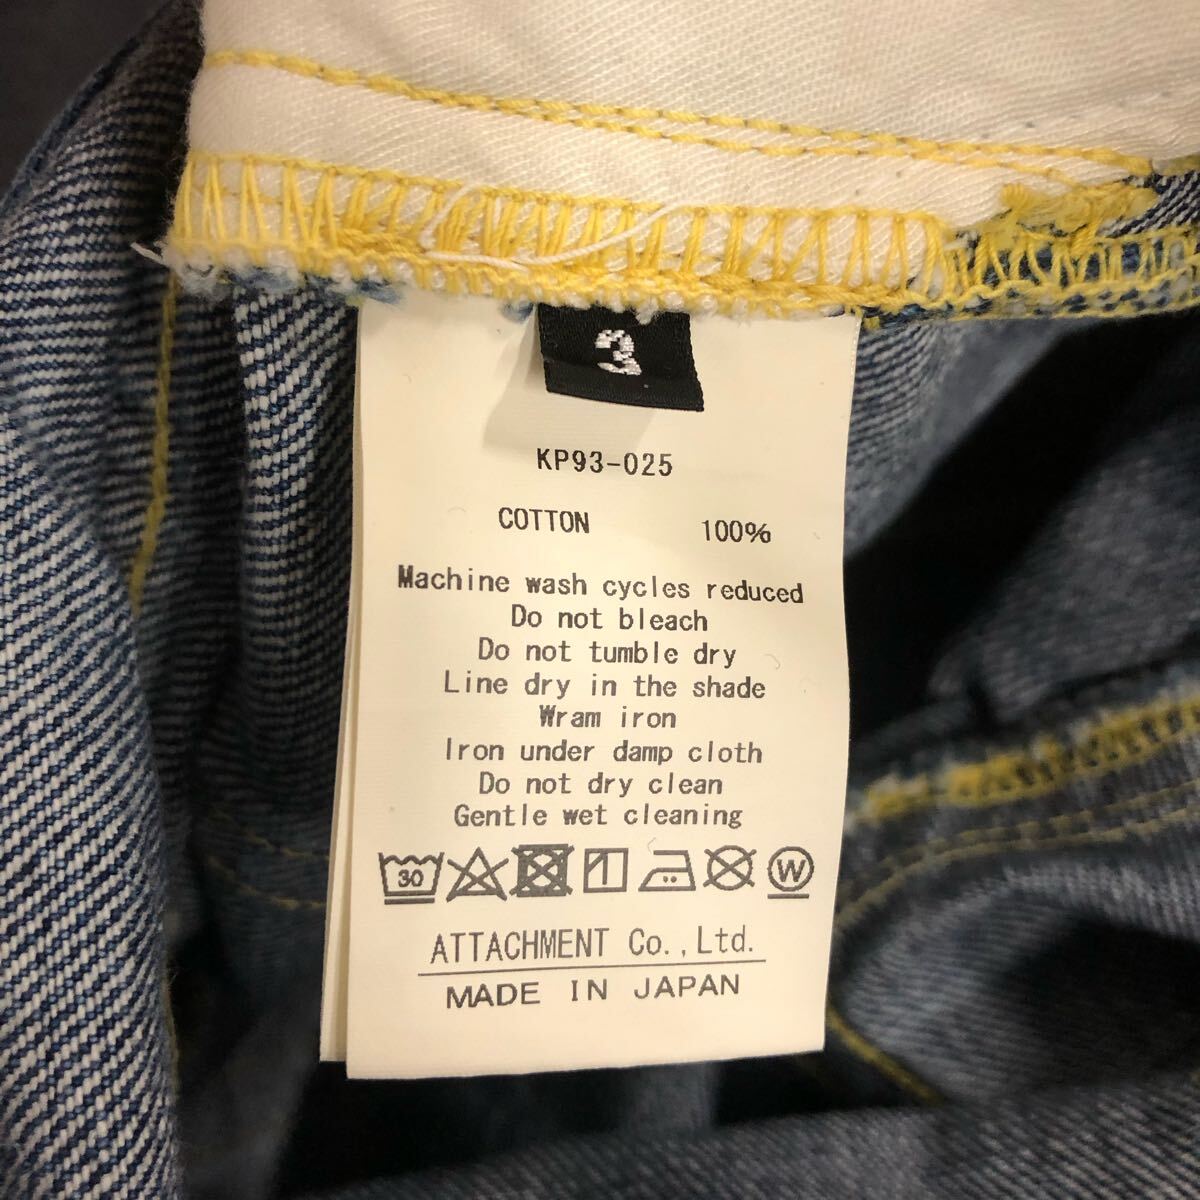 3
KP93-025
COTTON 100%
Machine wash cycles reduced
Do not bleach
Do not tumble dry
Line dry in the shade
Wram iron
Iron under damp cloth
Do not dry clean
Gentle wet cleaning
30 W
ATTACHMENT Co.,Ltd.
MADE IN JAPAN